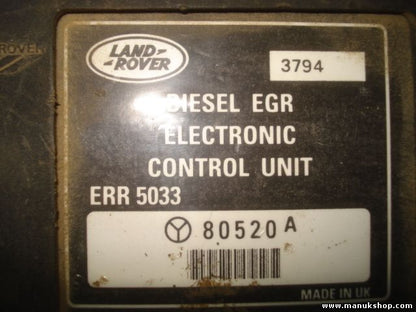 ROVER
LAND-
-ROVER
3794
DIESEL EGR
ELECTRONIC
CONTROL UNIT
ERR 5033
80520 A
MADE IN UK
www.manukshop.com